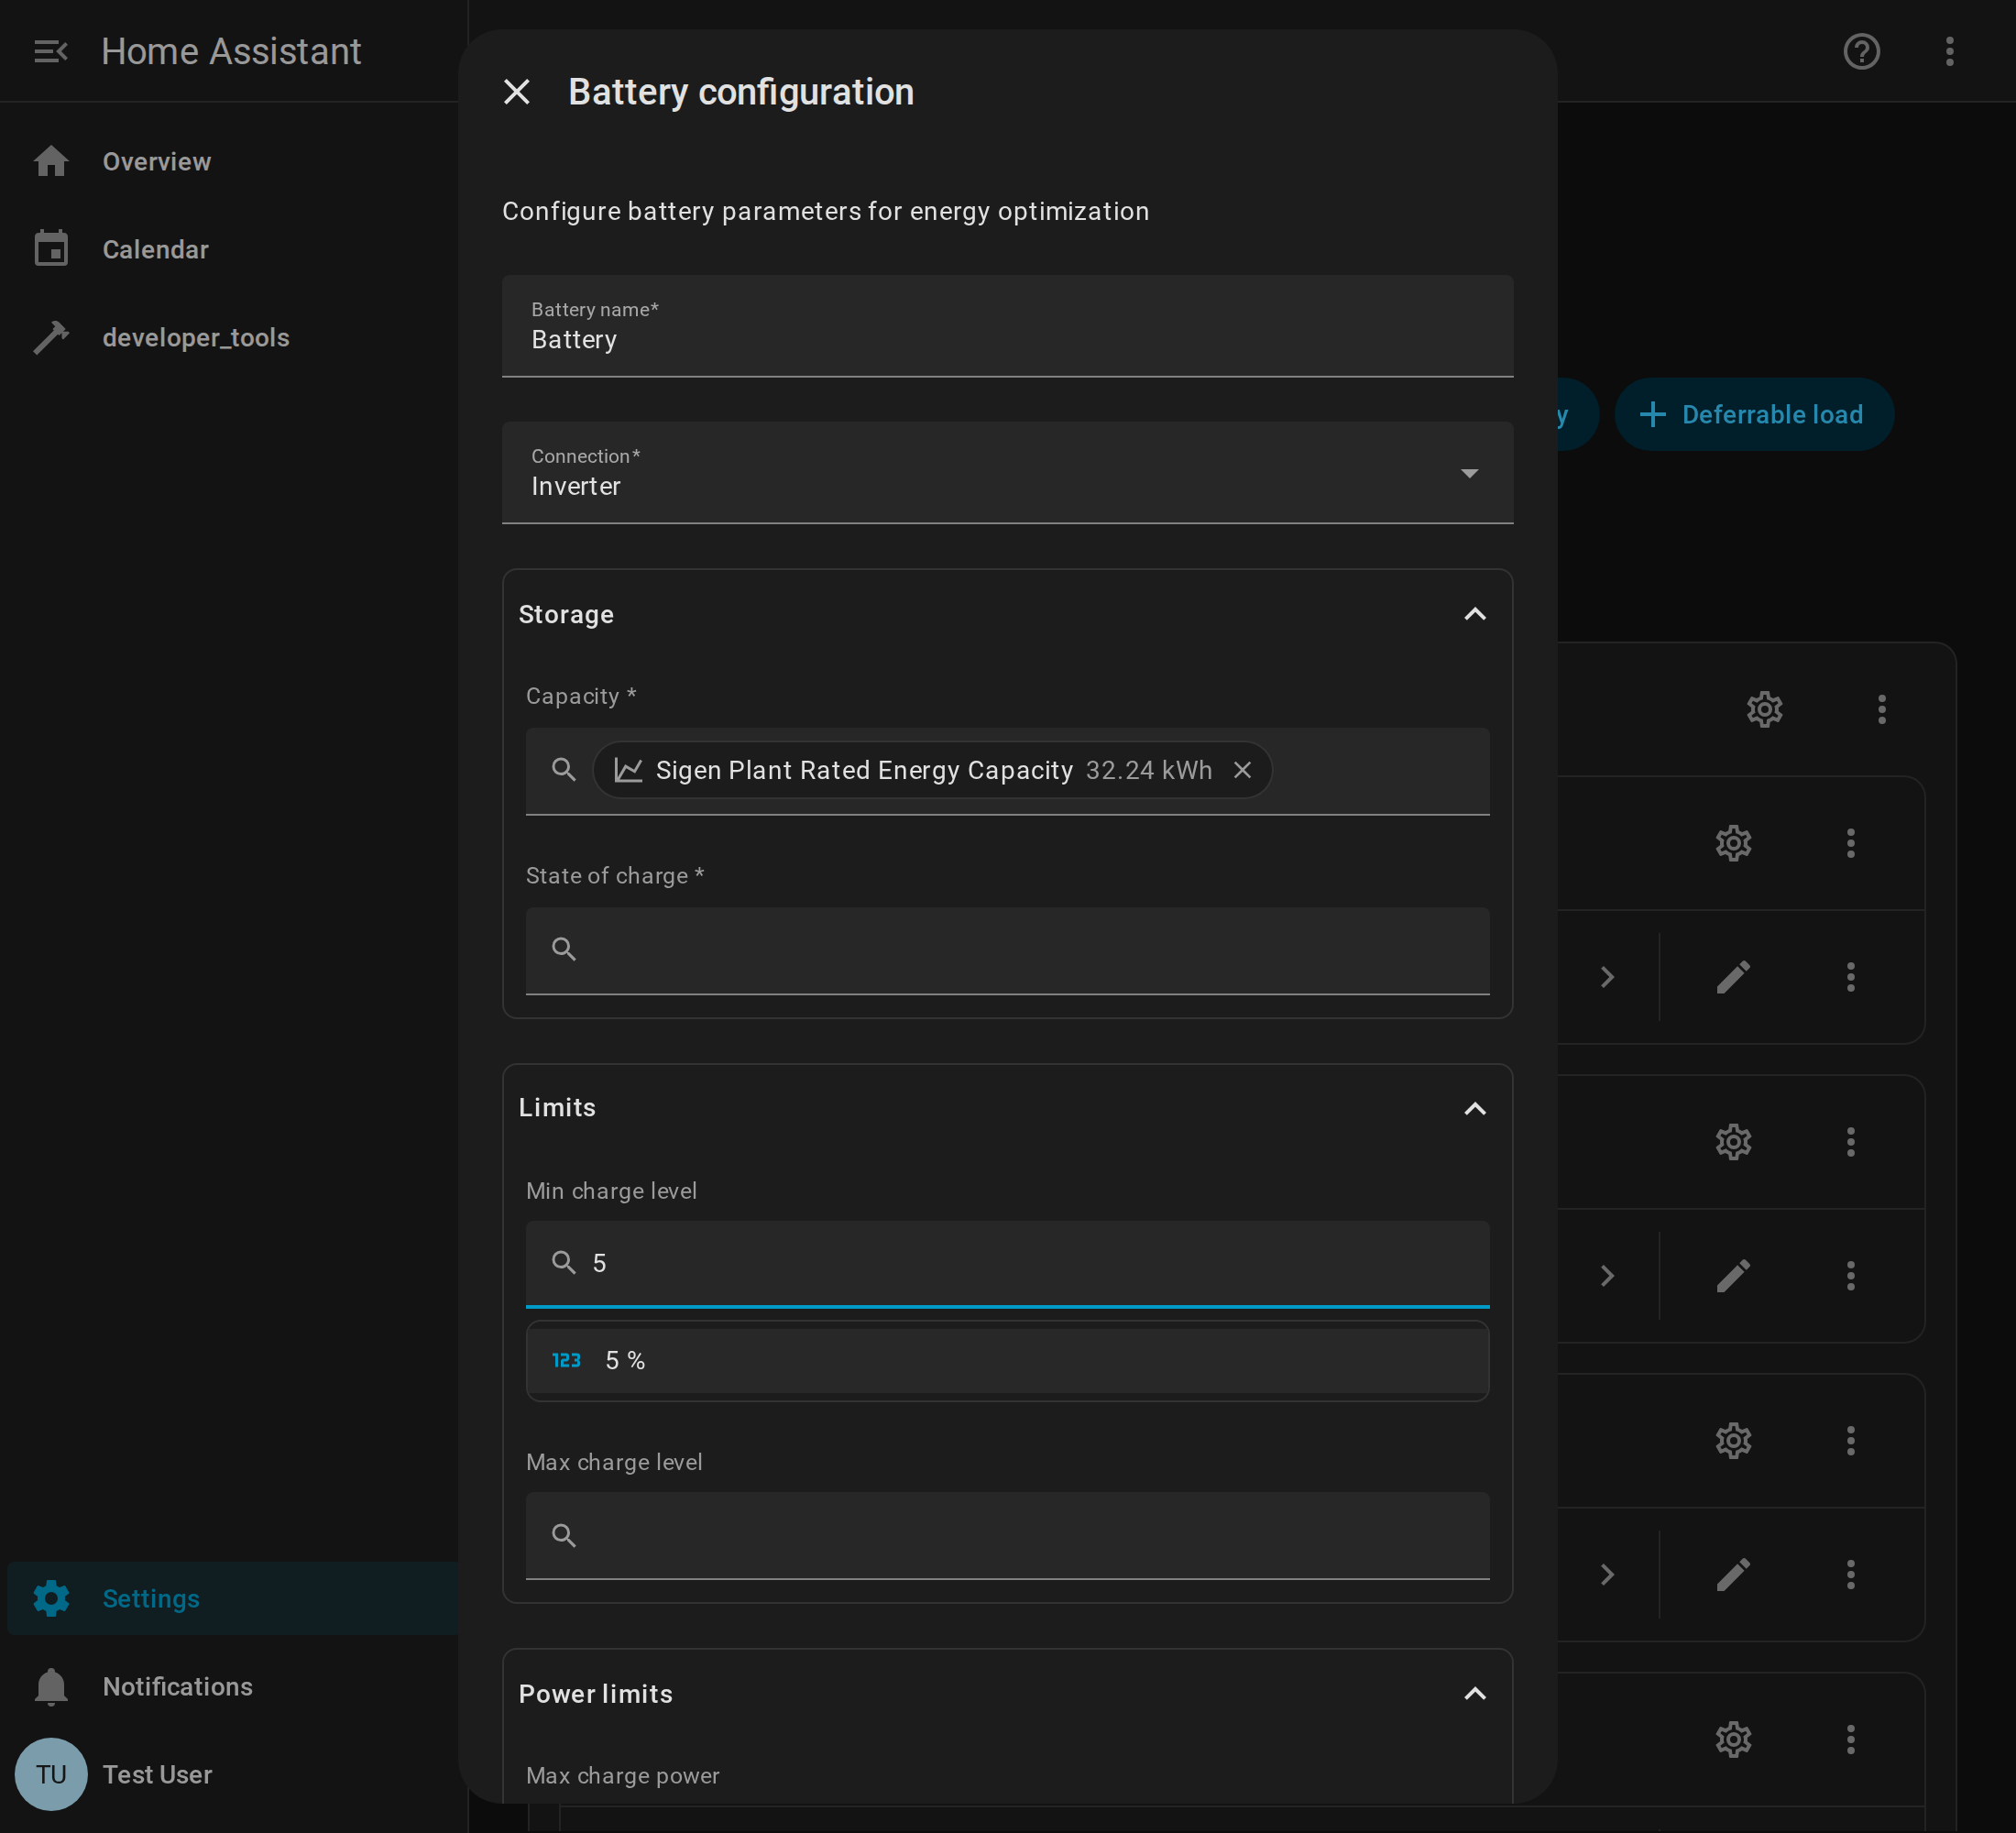 Home Assistant
Overview
Calendar
developer_tools
Settings
Notifications
TU
Test User
Battery configuration
Configure battery parameters for energy optimization
Battery name*
Battery
Connection*
Inverter
Storage
Capacity *
Sigen Plant Rated Energy Capacity 32.24 kWh
State of charge *
Limits
Min charge level
5
123 5 %
Max charge level
Power limits
Max charge power
y
Deferrable load